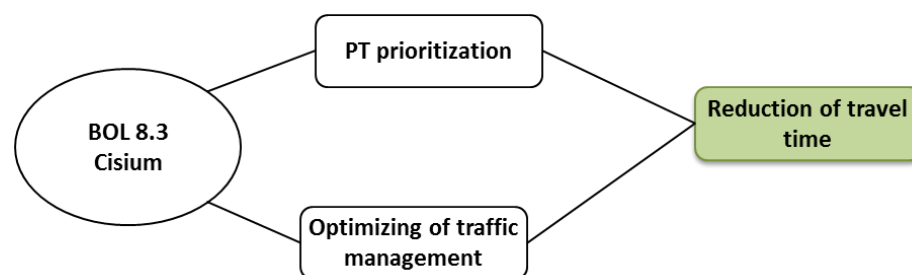 PT prioritization
BOL 8.3
Cisium
Reduction of travel
time
Optimizing of traffic
management